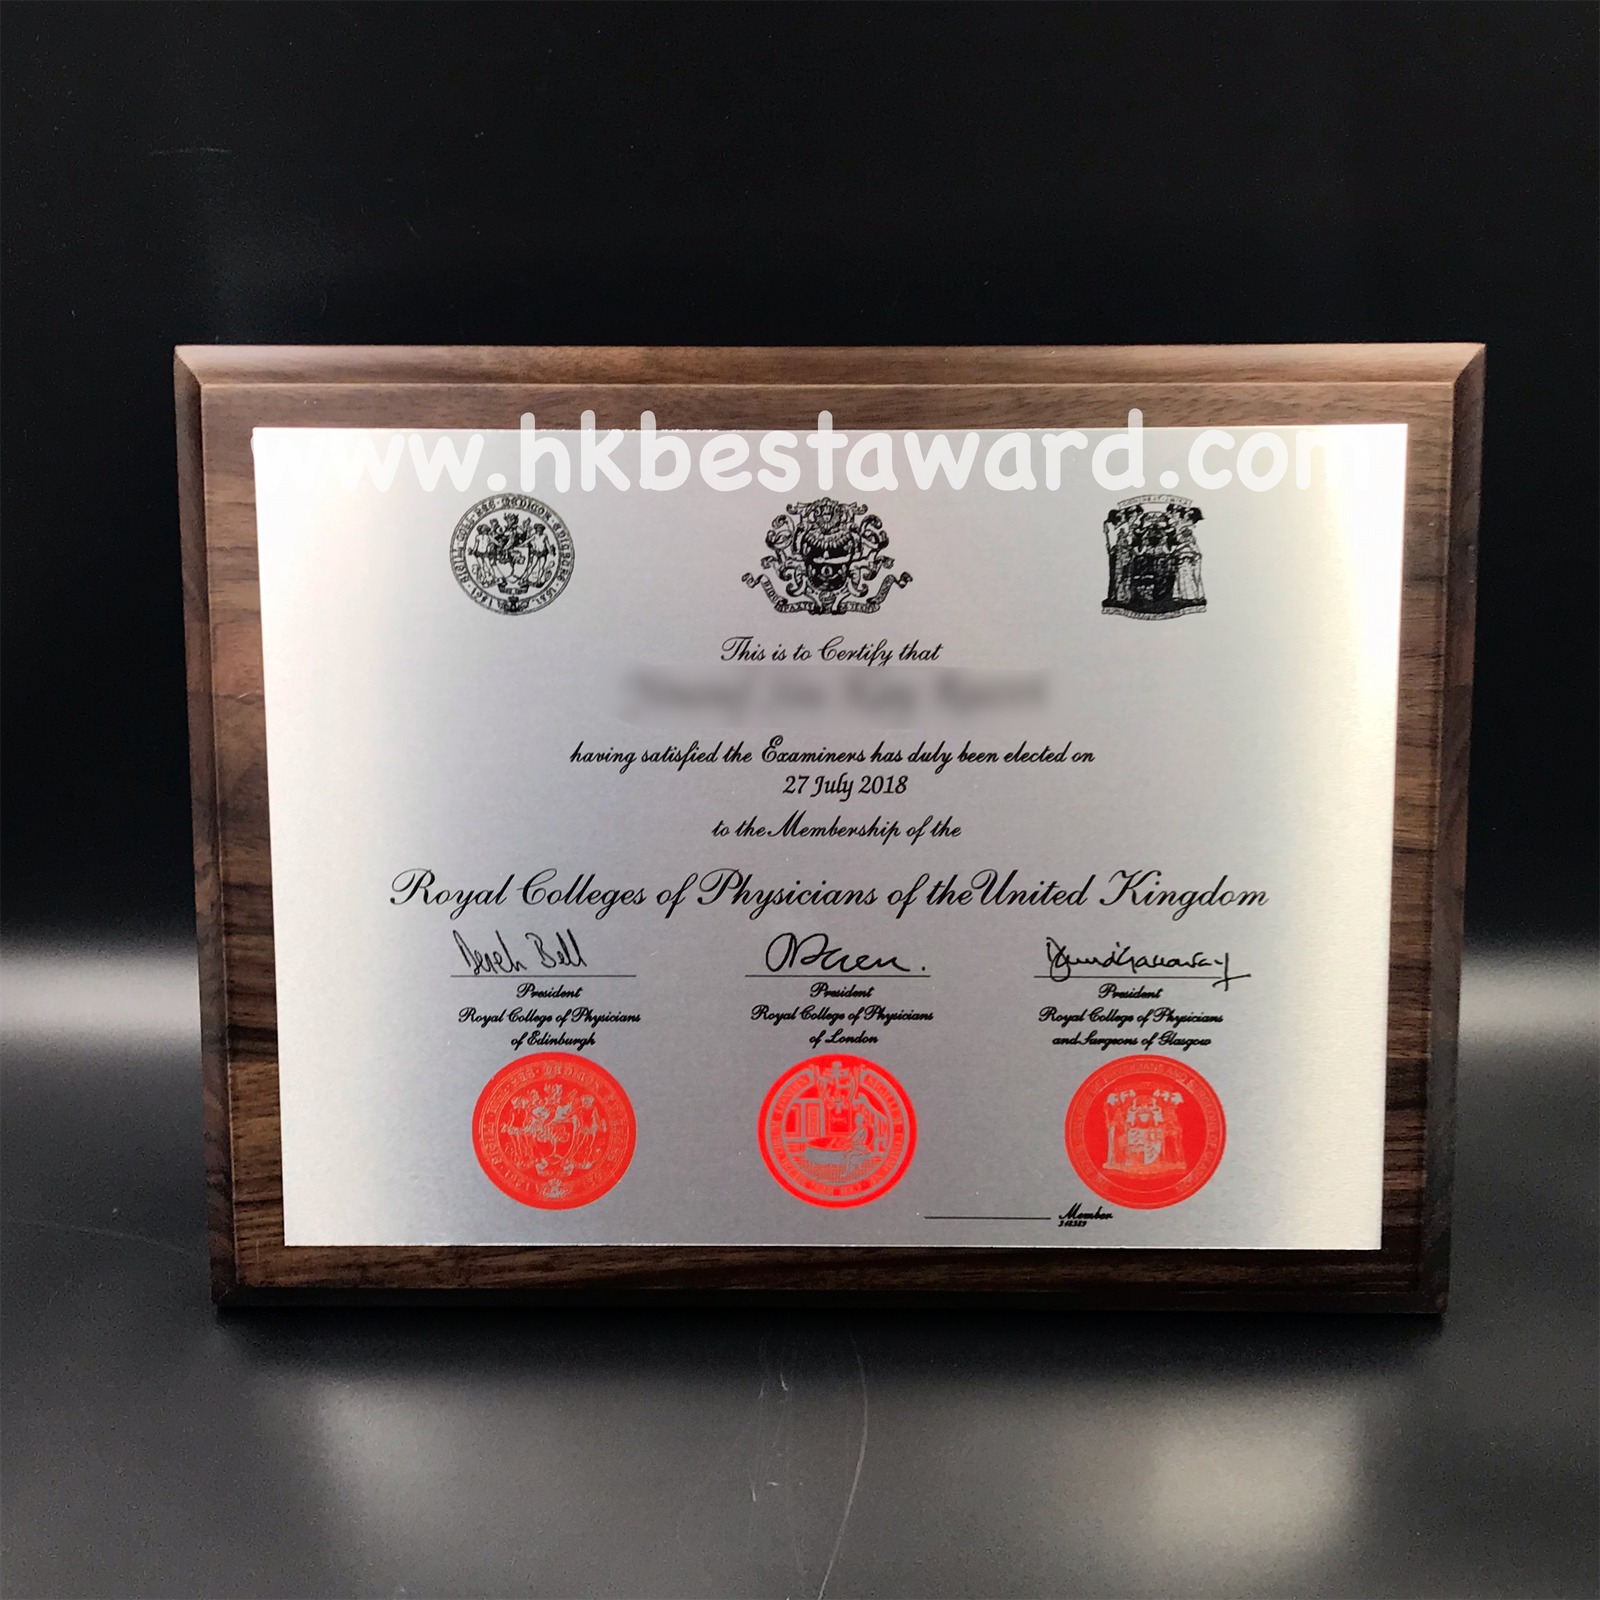 www.hkbestaward.com
This is to Certify that
having satisfied the Examiners has duly been elected on
27 July 2018
to the Membership of the
Royal Colleges of Physicians of the United Kingdom
Derek Bell
President
Royal College of Physicians
of Edinburgh
President
Royal College of Physicians
of London
President
Royal College of Physicians
and Surgeons of Glasgow
Member